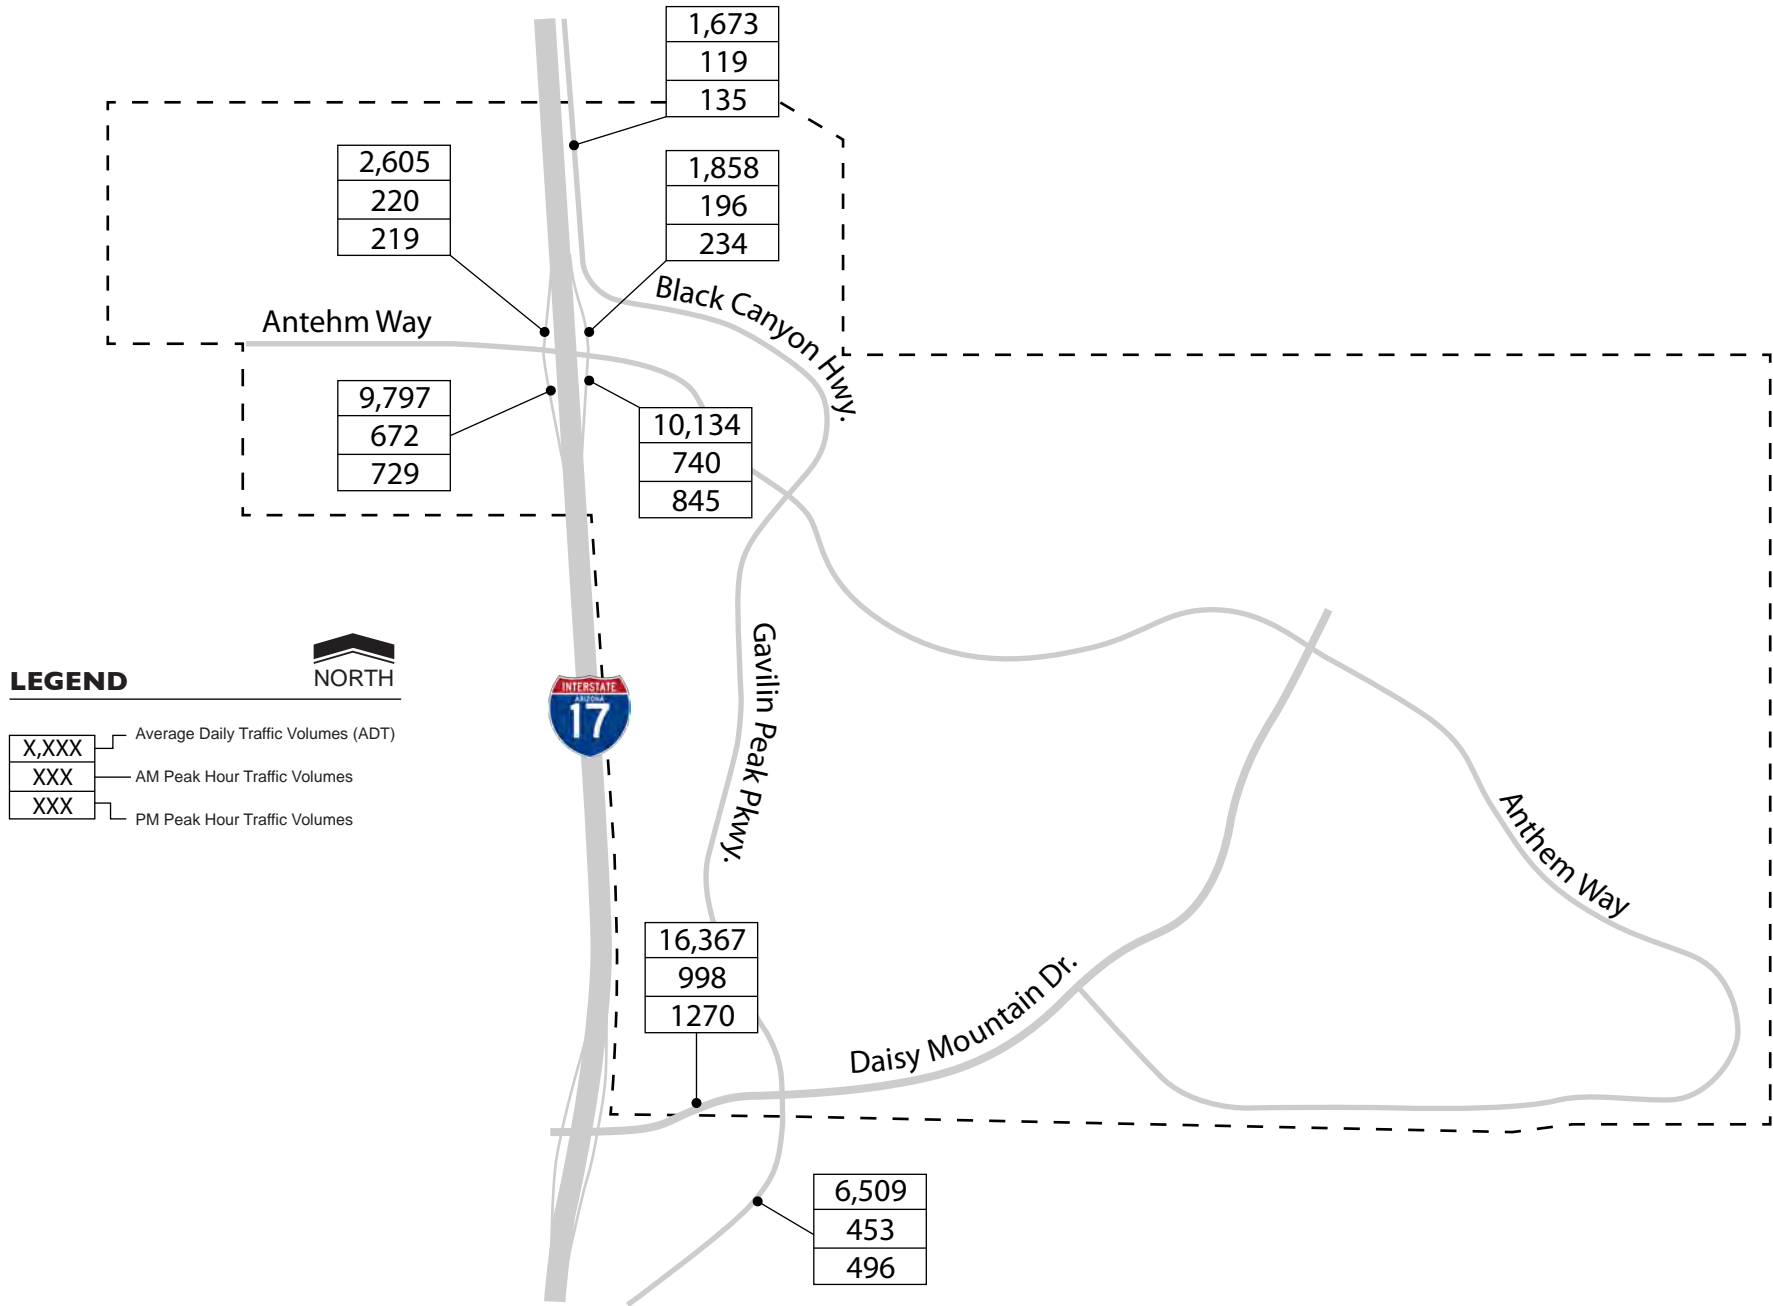 1,673
119
135
2,605
220
219
1,858
196
234
Black Canyon Hwy.
Antehm Way
9,797
672
729
10,134
740
845
Gavilin Peak Pkwy.
NORTH
LEGEND
INTERSTATE
ARIZONA
17
X,XXX
XXX
XXX
Average Daily Traffic Volumes (ADT)
AM Peak Hour Traffic Volumes
PM Peak Hour Traffic Volumes
Anthem Way
16,367
998
1270
Daisy Mountain Dr.
6,509
453
496